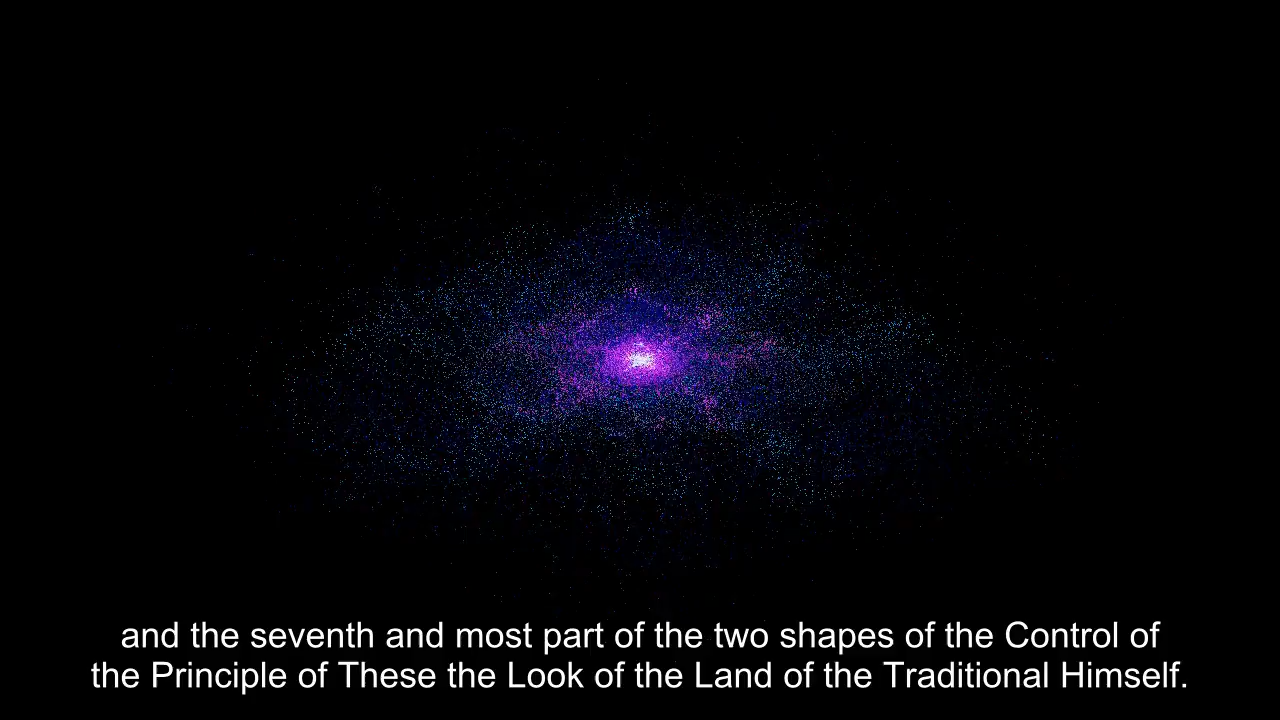 and the seventh and most part of the two shapes of the Control of
the Principle of These the Look of the Land of the Traditional Himself.